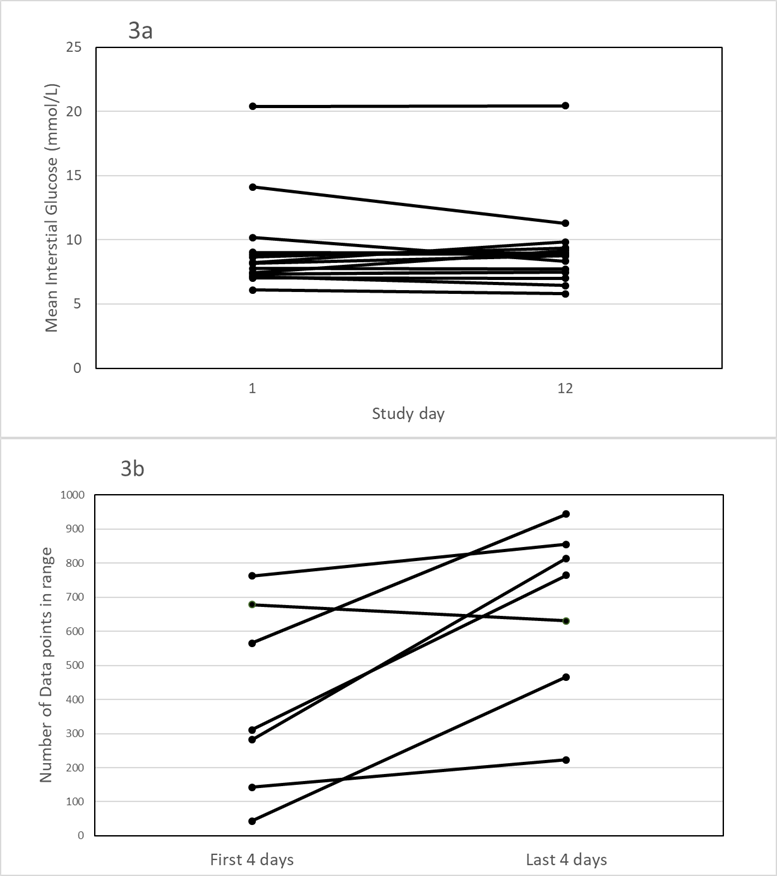 3a
25
20
15
10
5
0
Mean Interstial Glucose (mmol/L)
1
12
Study day
3b
1000
900
800
700
600
500
400
300
200
100
0
Number of Data points in range
First 4 days
Last 4 days